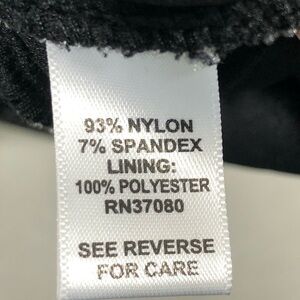 93% NYLON
7% SPANDEX
LINING:
100% POLYESTER
RN37080
SEE REVERSE
FOR CARE